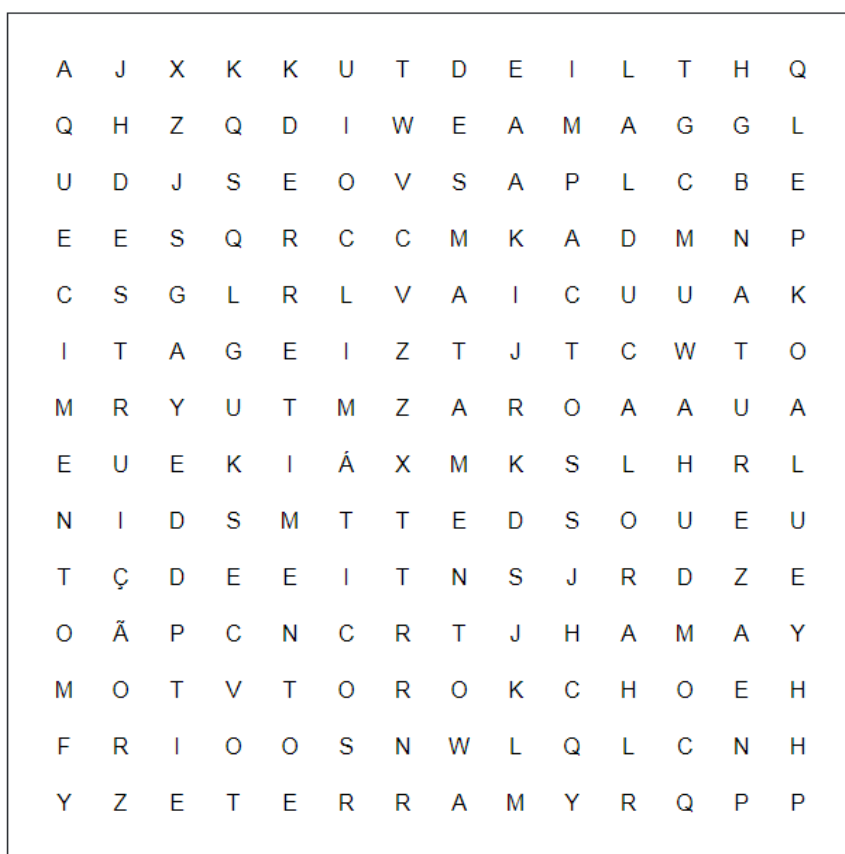 A J X K K U T D E I L T H Q
Q H Z Q D I W E A M A G G L
U D J S E O V S A P L C B E
E E S Q R C C M K A D M N P
C S G L R L V A I C U U A K
I T A G E I Z T J T C W T O
M R Y U T M Z A R O A A U A
E U E K I Á X M K S L H R L
N I D S M T T E D S O U E U
T Ç D E E I T N S J R D Z E
O Ã P C N C R T J H A M A Y
M O T V T O R O K C H O E H
F R I O O S N W L Q L C N H
Y Z E T E R R A M Y R Q P P